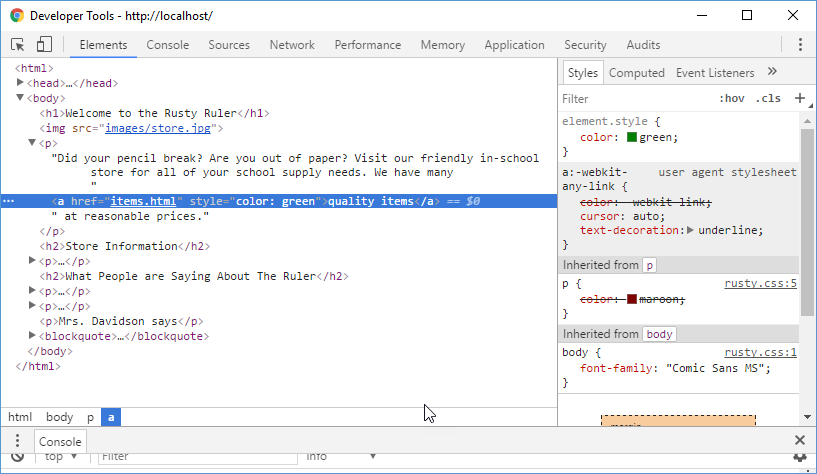 Developer Tools - http://localhost/
Elements Console Sources Network Performance Memory Application Security Audits
<html>
<head>…</head>
<body>
<h1>Welcome to the Rusty Ruler</h1>
<img src="images/store.jpg">
<p>
"Did your pencil break? Are you out of paper? Visit our friendly in-school
store for all of your school supply needs. We have many
"
<a href="items.html" style="color: green">quality items</a> == $0
" at reasonable prices."
</p>
<h2>Store Information</h2>
<p>…</p>
<h2>What People are Saying About The Ruler</h2>
<p>…</p>
<p>…</p>
<p>Mrs. Davidson says</p>
<blockquote>…</blockquote>
</body>
</html>
html body p a
Styles Computed Event Listeners »
Filter :hov .cls +
element.style {
color: green;
}
a:-webkit- user agent stylesheet
any-link {
color: -webkit-link;
cursor: auto;
text-decoration: underline;
}
Inherited from p
p { rusty.css:5
color: maroon;
}
Inherited from body
body { rusty.css:1
font-family: "Comic Sans MS";
}
Console
top Filter Info